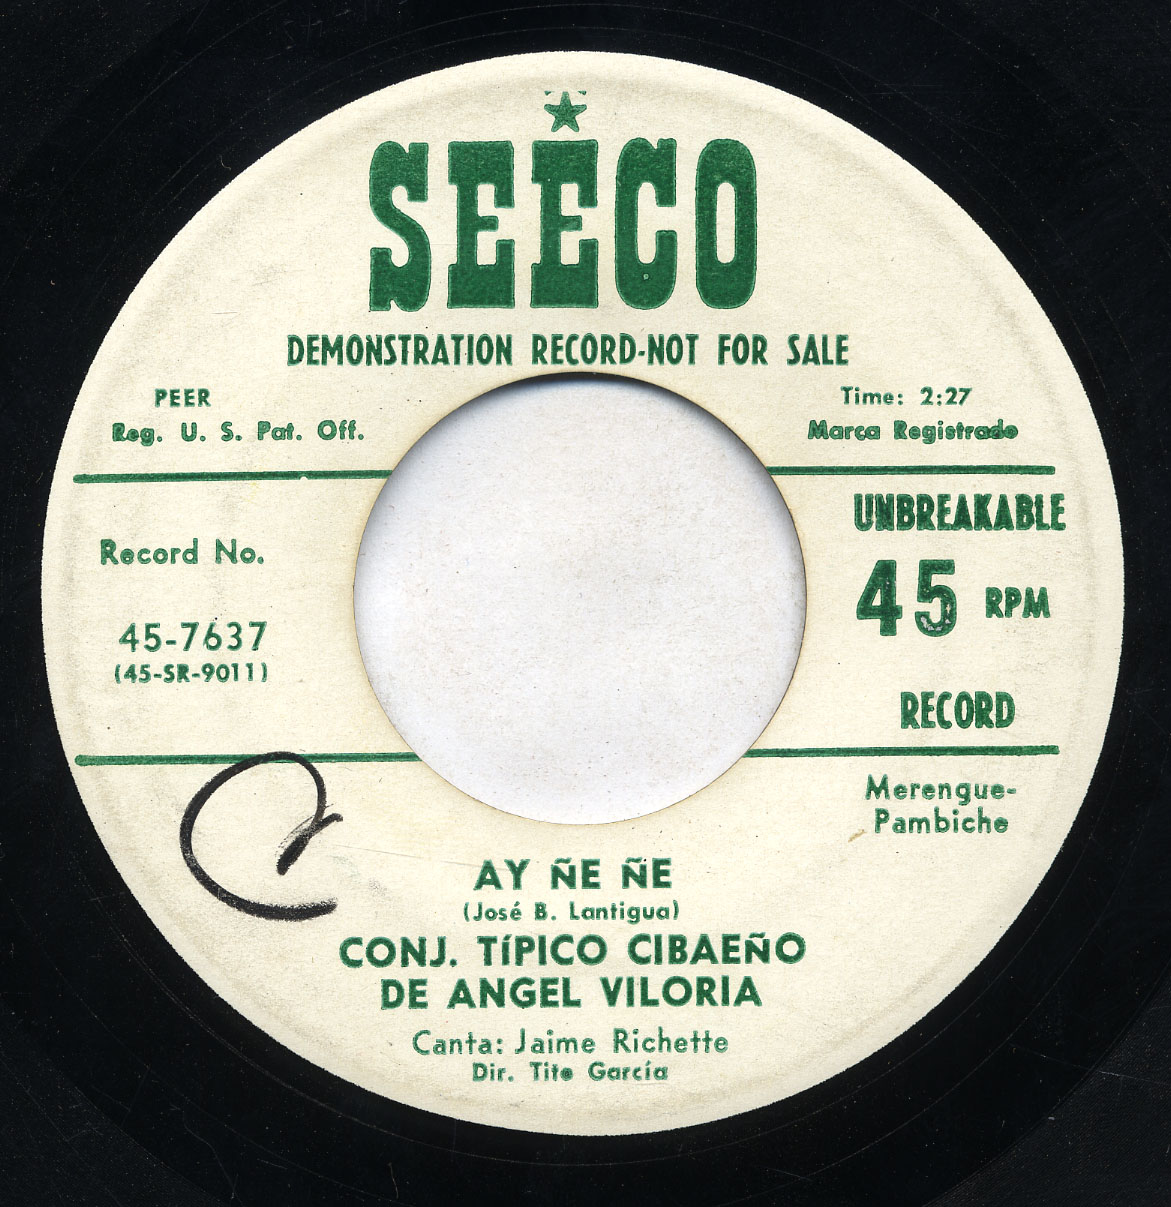 SEECO
DEMONSTRATION RECORD-NOT FOR SALE
PEER
Reg. U. S. Pat. Off.
Time: 2:27
Marca Registrado
Record No.
45-7637
(45-SR-9011)
UNBREAKABLE
45 RPM
RECORD
Merengue-
Pambiche
AY ÑE ÑE
(José B. Lantigua)
CONJ. TÍPICO CIBAEÑO
DE ANGEL VILORIA
Canta: Jaime Richette
Dir. Tito García